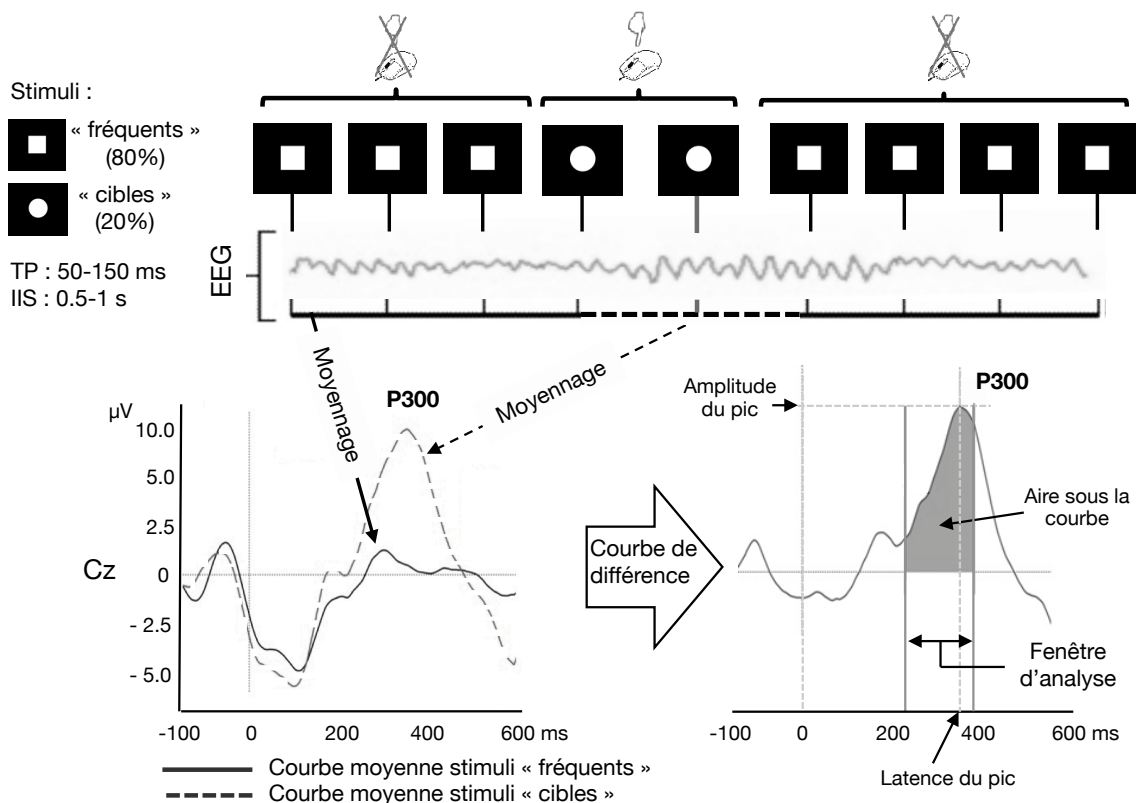 Stimuli :
« fréquents »
(80%)
« cibles »
(20%)
TP : 50-150 ms
IIS : 0.5-1 s
EEG
Moyennage
Moyennage
P300
µV
10.0
5.0
2.5
0
- 2.5
- 5.0
Cz
-100 0 200 400 600 ms
Courbe de
différence
Amplitude
du pic
P300
Aire sous la
courbe
Fenêtre
d'analyse
-100 0 200 400 600 ms
Latence du pic
Courbe moyenne stimuli « fréquents »
Courbe moyenne stimuli « cibles »